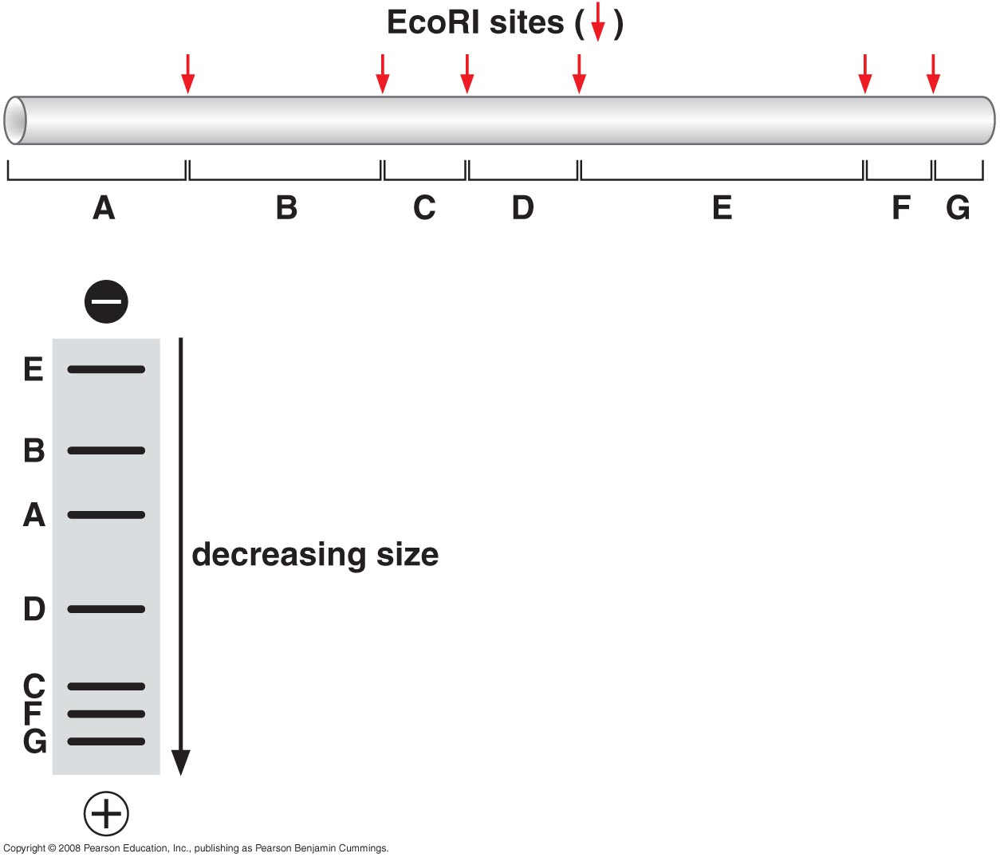 EcoRI sites ( )
A B C D E F G
−
E
B
A
decreasing size
D
C
F
G
+
Copyright © 2008 Pearson Education, Inc., publishing as Pearson Benjamin Cummings.